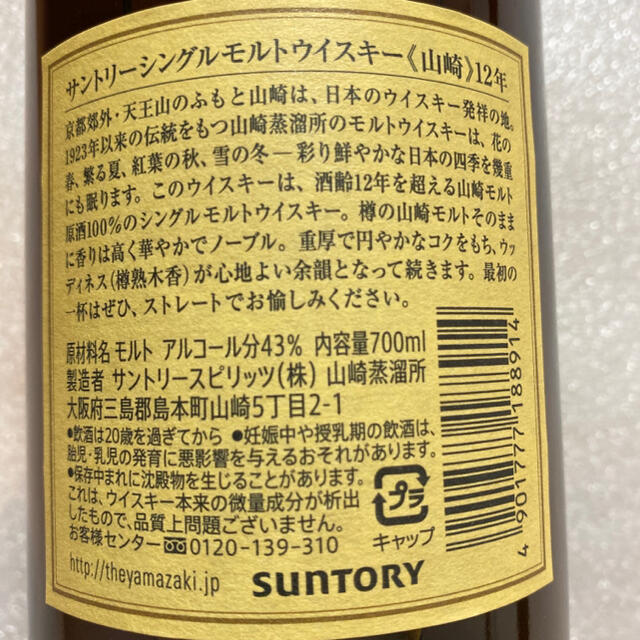 サントリーシングルモルトウイスキー《山崎》12年
京都郊外・天王山のふもと山崎は、日本のウイスキー発祥の地。
1923年以来の伝統をもつ山崎蒸溜所のモルトウイスキーは、花の
春、繁る夏、紅葉の秋、雪の冬―彩り鮮やかな日本の四季を幾重
にも眠ります。このウイスキーは、酒齢12年を超える山崎モルト
原酒100%のシングルモルトウイスキー。樽の山崎モルトそのまま
に香りは高く華やかでノーブル。重厚で円やかなコクをもち、ウッ
ディネス(樽熟木香)が心地よい余韻となって続きます。最初の
一杯はぜひ、ストレートでお愉しみください。
原材料名 モルト アルコール分43% 内容量700ml
製造者 サントリースピリッツ(株) 山崎蒸溜所
大阪府三島郡島本町山崎5丁目2-1
●飲酒は20歳を過ぎてから ●妊娠中や授乳期の飲酒は、
胎児・乳児の発育に悪影響を与えるおそれがあります。
●保存中まれに沈殿物を生じることがあります。
これは、ウイスキー本来の微量成分が析出
したもので、品質上問題ございません。
お客様センター 0120-139-310
http://theyamazaki.jp
SUNTORY
プラ
キャップ
4 901777 188914